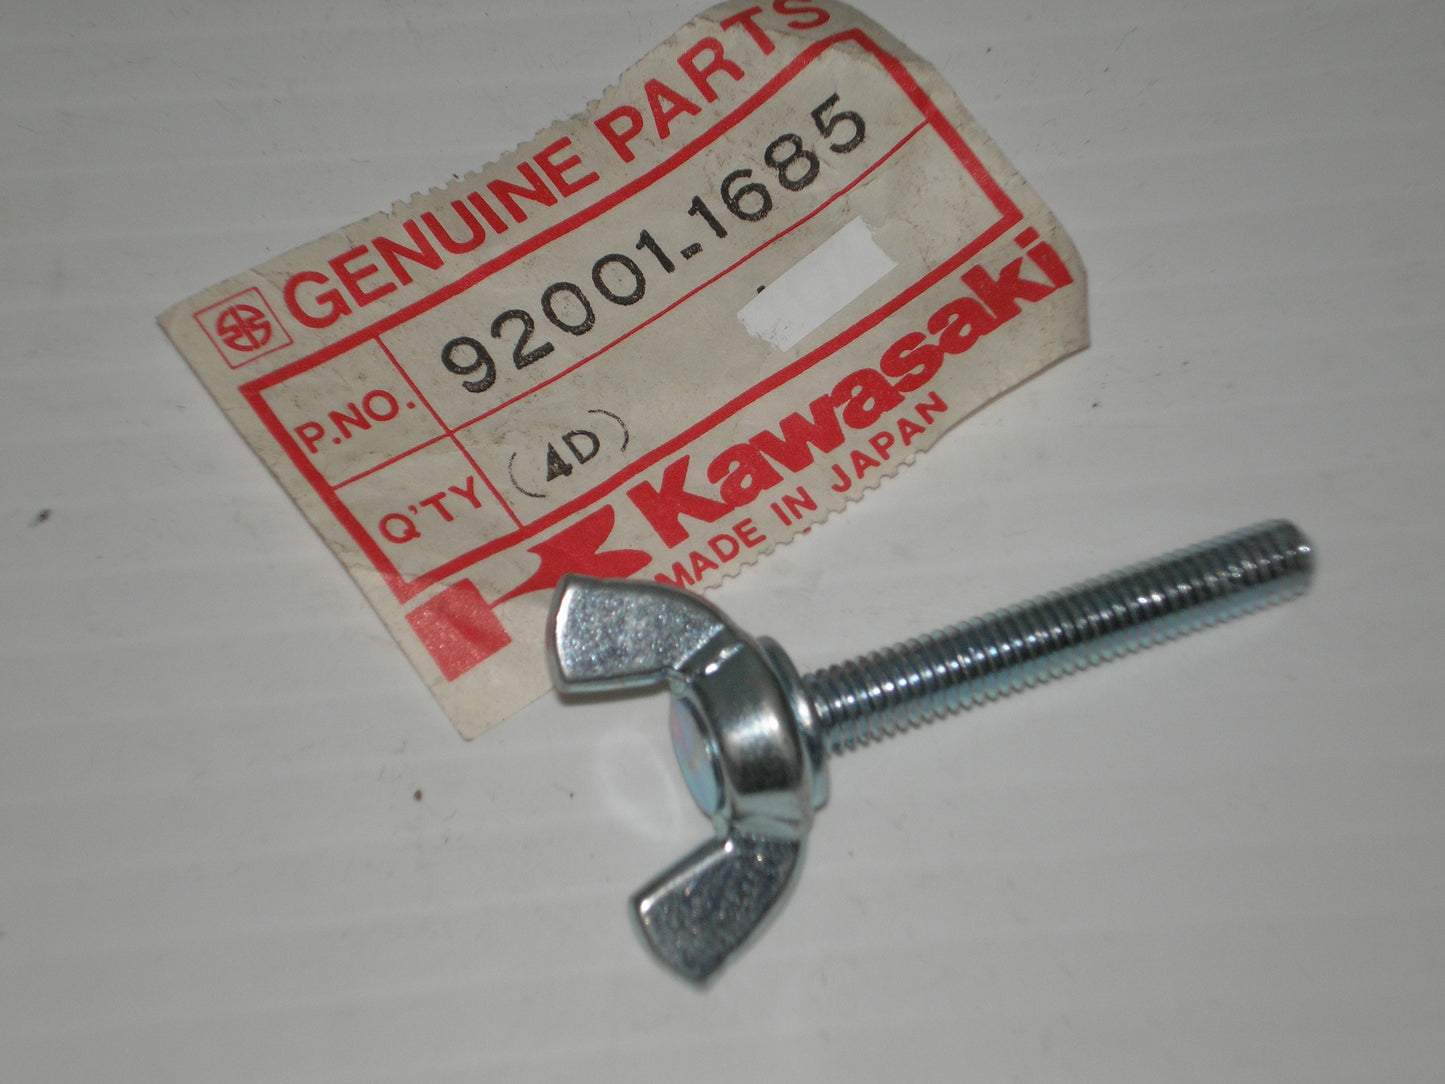 GENUINE PARTS
P.NO. 92001-1685
Q'TY (4D)
Kawasaki
MADE IN JAPAN